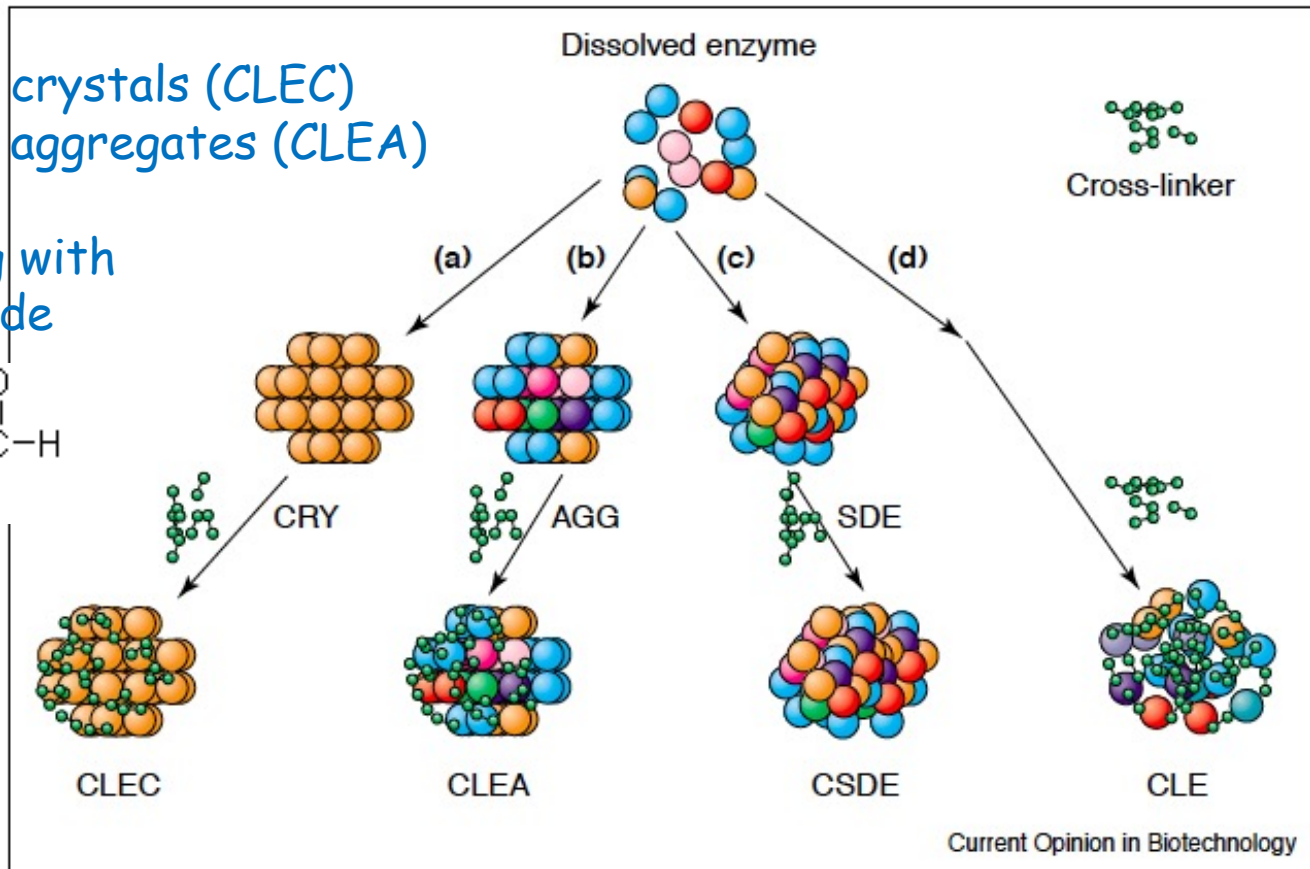 crystals (CLEC)
aggregates (CLEA)
with
Dissolved enzyme
Cross-linker
(a)
(b)
(c)
(d)
C–H
CRY
AGG
SDE
CLEC
CLEA
CSDE
CLE
Current Opinion in Biotechnology